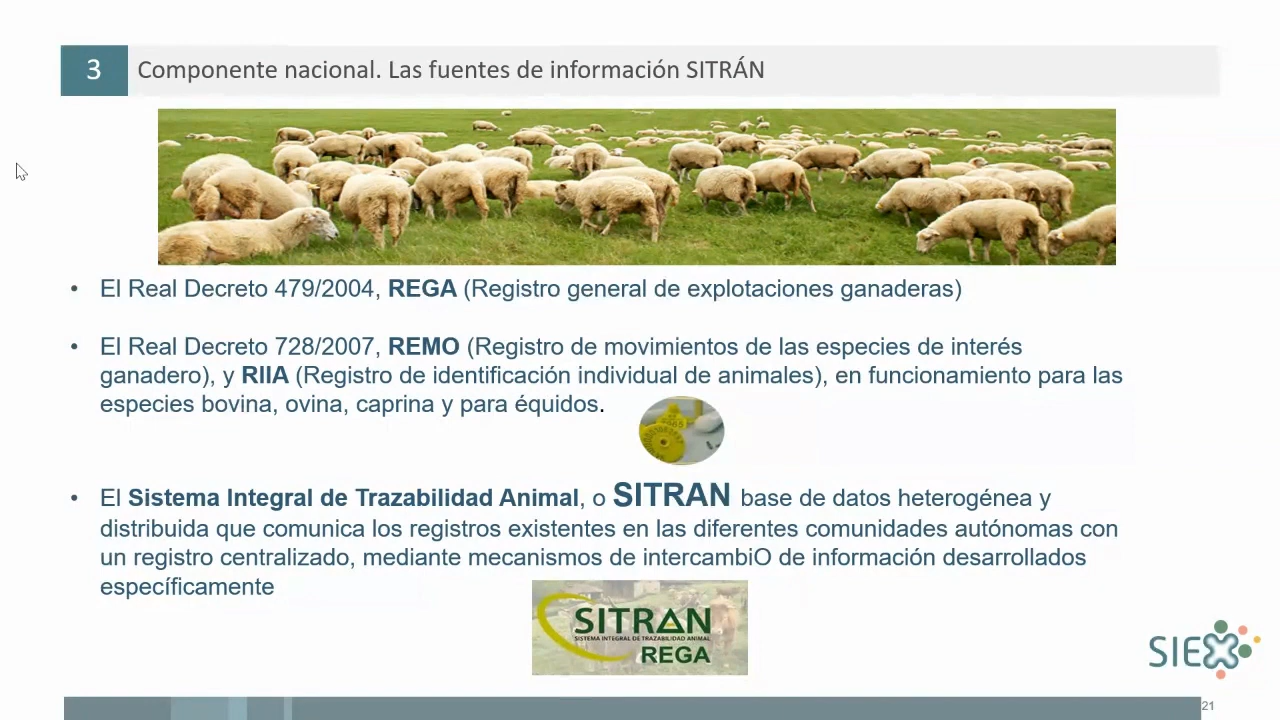 3
Componente nacional. Las fuentes de información SITRÁN
• El Real Decreto 479/2004, REGA (Registro general de explotaciones ganaderas)
• El Real Decreto 728/2007, REMO (Registro de movimientos de las especies de interés
ganadero), y RIIA (Registro de identificación individual de animales), en funcionamiento para las
especies bovina, ovina, caprina y para équidos.
• El Sistema Integral de Trazabilidad Animal, o SITRAN base de datos heterogénea y
distribuida que comunica los registros existentes en las diferentes comunidades autónomas con
un registro centralizado, mediante mecanismos de intercambiO de información desarrollados
específicamente
SITRAN
SISTEMA INTEGRAL DE TRAZABILIDAD ANIMAL
REGA
SIEX
21